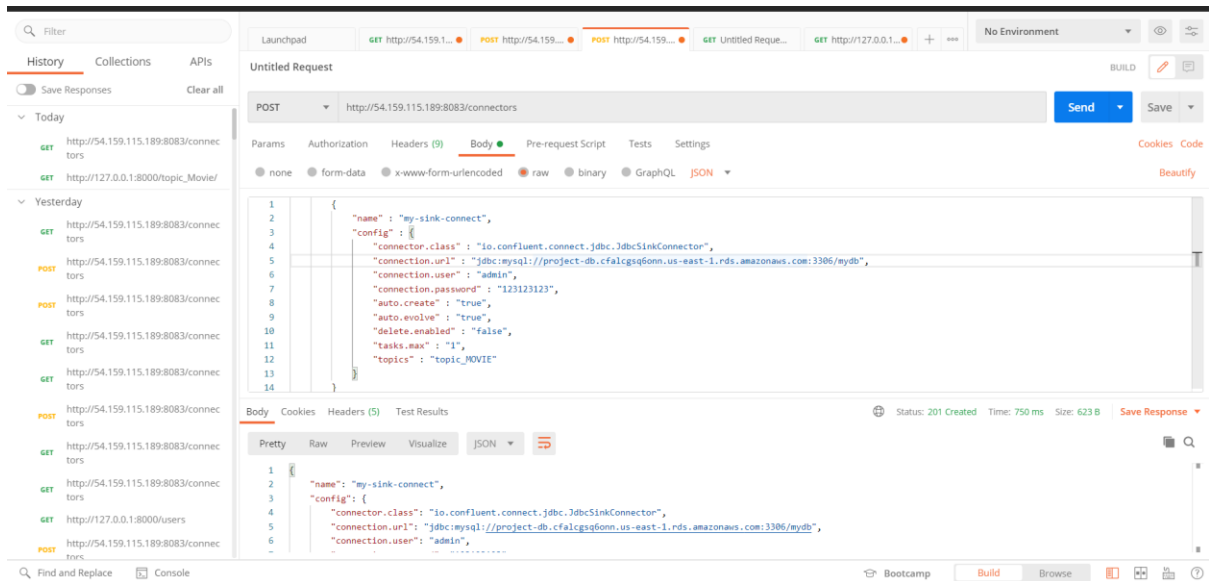 Filter
History Collections APIs
Save Responses Clear all
Today
GET http://54.159.115.189:8083/connec
tors
GET http://127.0.0.1:8000/topic_Movie/
Yesterday
GET http://54.159.115.189:8083/connec
tors
POST http://54.159.115.189:8083/connec
tors
POST http://54.159.115.189:8083/connec
tors
GET http://54.159.115.189:8083/connec
tors
GET http://54.159.115.189:8083/connec
tors
POST http://54.159.115.189:8083/connec
tors
GET http://54.159.115.189:8083/connec
tors
GET http://54.159.115.189:8083/connec
tors
GET http://127.0.0.1:8000/users
POST http://54.159.115.189:8083/connec
tors
Launchpad GET http://54.159.1... POST http://54.159.... POST http://54.159.... GET Untitled Reque... GET http://127.0.0.1... + ooo No Environment
Untitled Request BUILD
POST http://54.159.115.189:8083/connectors Send Save
Params Authorization Headers (9) Body Pre-request Script Tests Settings Cookies Code
none form-data x-www-form-urlencoded raw binary GraphQL JSON Beautify
1 {
2 "name" : "my-sink-connect",
3 "config" : {
4 "connector.class" : "io.confluent.connect.jdbc.JdbcSinkConnector",
5 "connection.url" : "jdbc:mysql://project-db.cfalcgsq6onn.us-east-1.rds.amazonaws.com:3306/mydb",
6 "connection.user" : "admin",
7 "connection.password" : "123123123",
8 "auto.create" : "true",
9 "auto.evolve" : "true",
10 "delete.enabled" : "false",
11 "tasks.max" : "1",
12 "topics" : "topic_MOVIE"
13 }
14 }
Body Cookies Headers (5) Test Results Status: 201 Created Time: 750 ms Size: 623 B Save Response
Pretty Raw Preview Visualize JSON
1 {
2 "name": "my-sink-connect",
3 "config": {
4 "connector.class": "io.confluent.connect.jdbc.JdbcSinkConnector",
5 "connection.url": "jdbc:mysql://project-db.cfalcgsq6onn.us-east-1.rds.amazonaws.com:3306/mydb",
6 "connection.user": "admin",
Find and Replace Console Bootcamp Build Browse